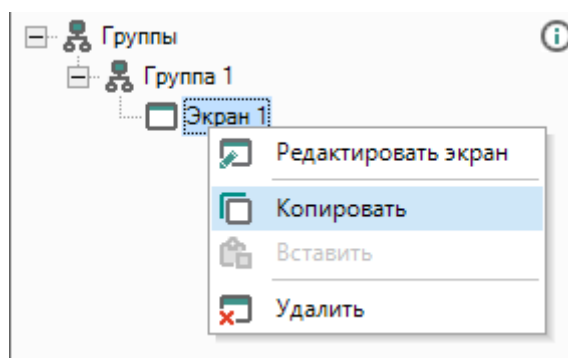 Группы
Группа 1
Экран 1
Редактировать экран
Копировать
Вставить
Удалить